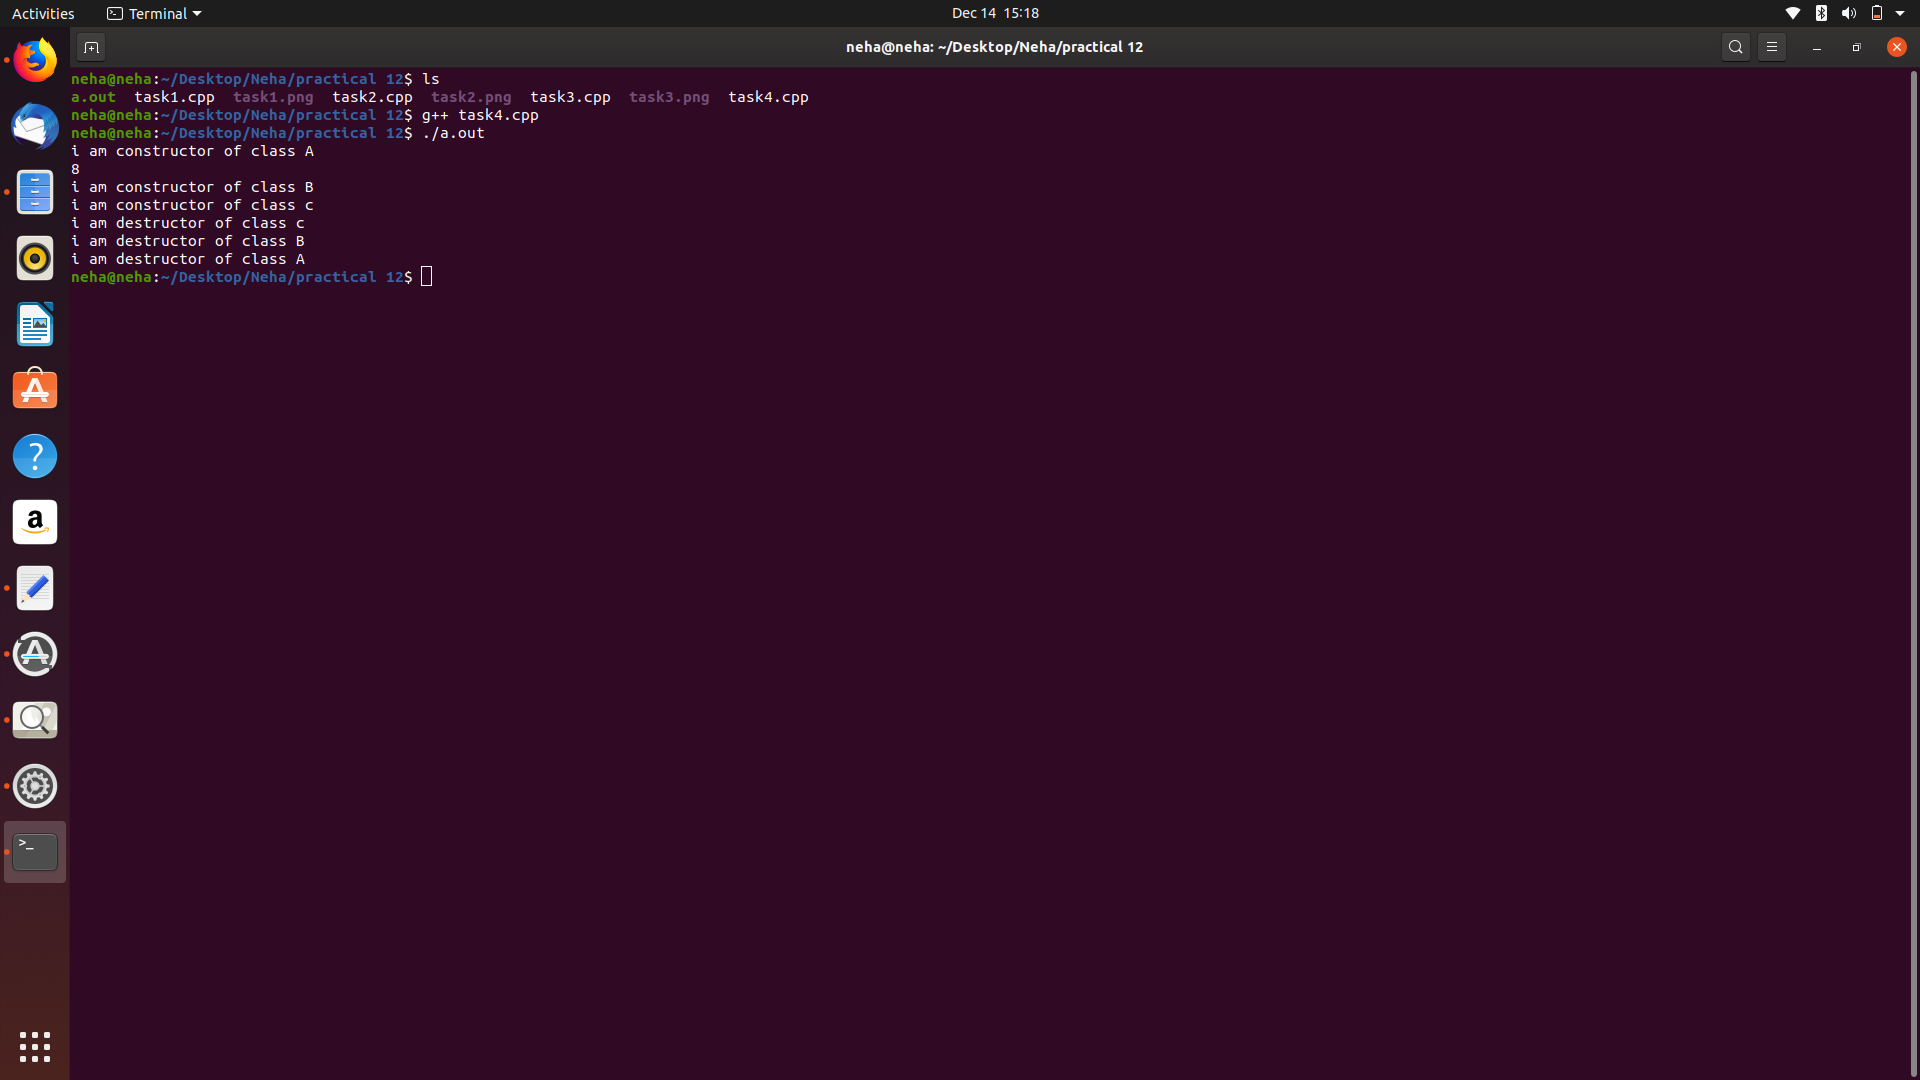 Activities Terminal Dec 14 15:18
neha@neha: ~/Desktop/Neha/practical 12
neha@neha:~/Desktop/Neha/practical 12$ ls
a.out task1.cpp task1.png task2.cpp task2.png task3.cpp task3.png task4.cpp
neha@neha:~/Desktop/Neha/practical 12$ g++ task4.cpp
neha@neha:~/Desktop/Neha/practical 12$ ./a.out
i am constructor of class A
8
i am constructor of class B
i am constructor of class c
i am destructor of class c
i am destructor of class B
i am destructor of class A
neha@neha:~/Desktop/Neha/practical 12$